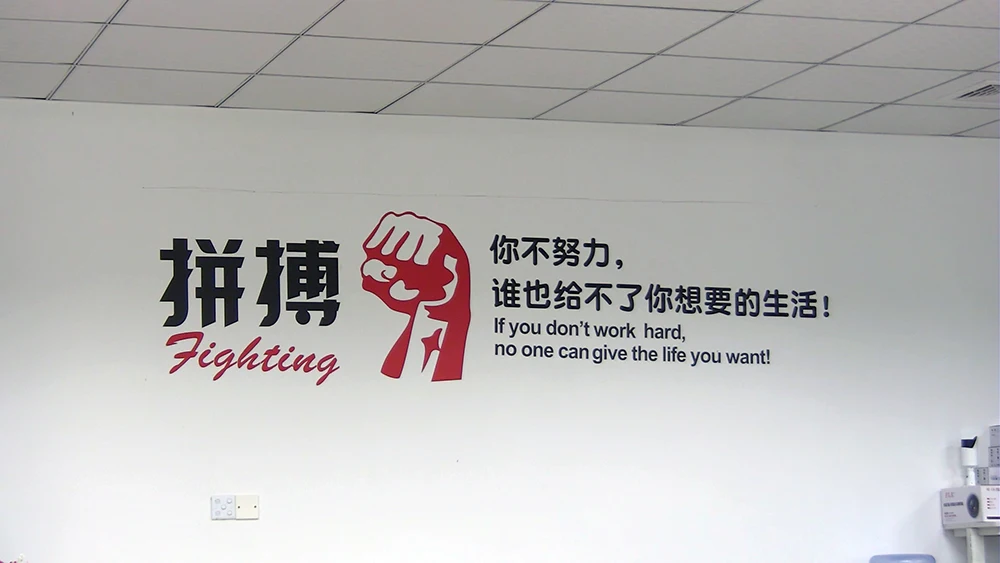 拼搏
Fighting
你不努力，
谁也给不了你想要的生活！
If you don't work hard,
no one can give the life you want!